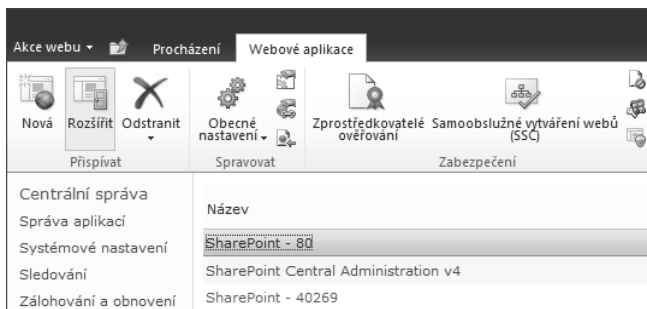 Akce webu Procházení Webové aplikace
Nová Rozšířit Odstranit Obecné nastavení Zprostředkovatelé ověřování Samoobslužné vytváření webů (SSC)
Přispívat Spravovat Zabezpečení
Centrální správa
Správa aplikací
Systémové nastavení
Sledování
Zálohování a obnovení
Název
SharePoint - 80
SharePoint Central Administration v4
SharePoint - 40269